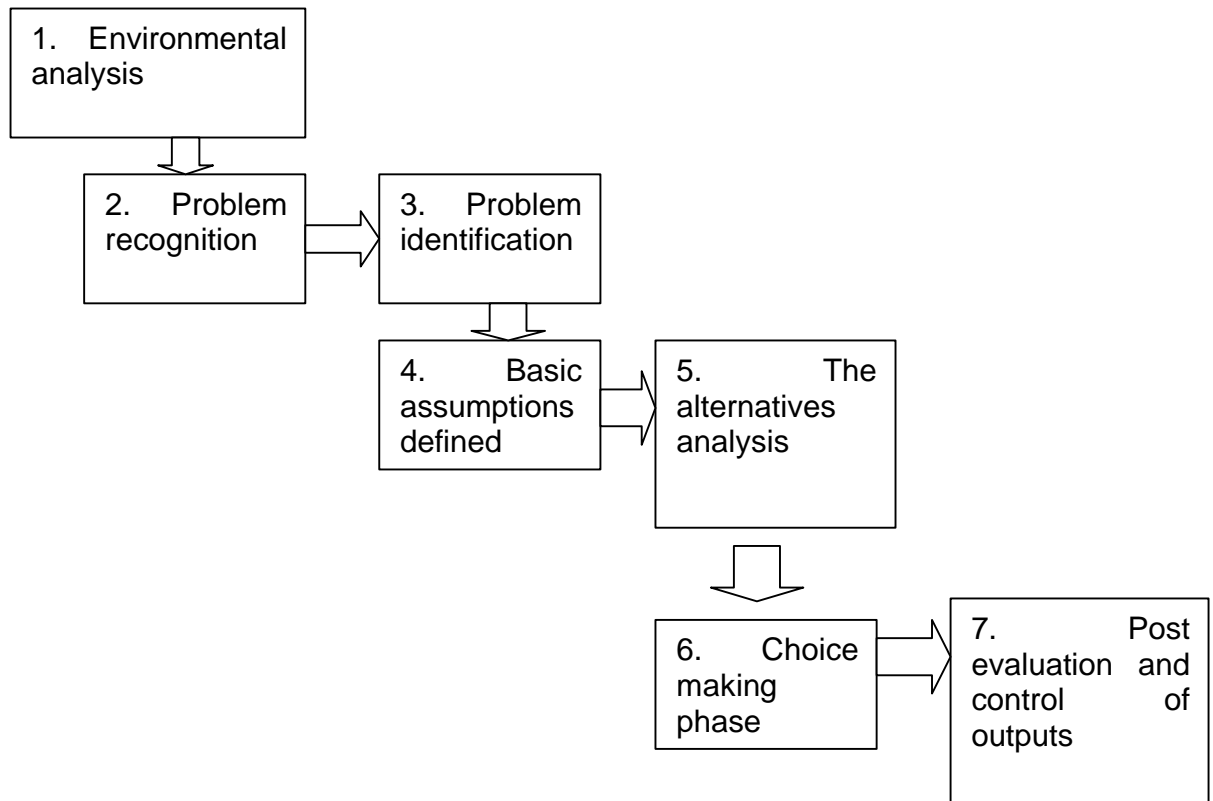 1. Environmental
analysis
2. Problem
recognition
3. Problem
identification
4. Basic
assumptions
defined
5. The
alternatives
analysis
6. Choice
making
phase
7. Post
evaluation and
control of
outputs